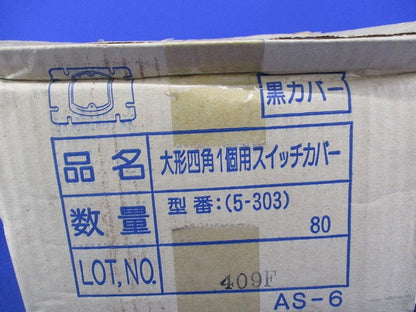 黒カバー
品名 大形四角1個用スイッチカバー
数量 型番:(5-303)
80
LOT,NO. 409F
AS-6